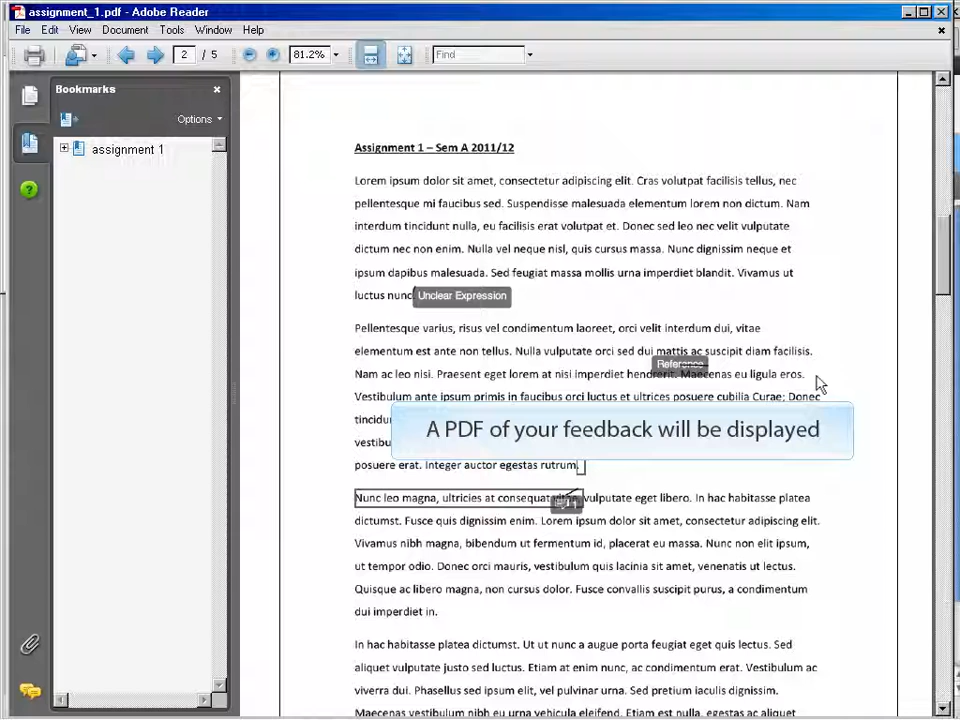 assignment_1.pdf - Adobe Reader
File Edit View Document Tools Window Help
2 / 5 81.2% Find
Bookmarks
Options
assignment 1
Assignment 1 – Sem A 2011/12
Lorem ipsum dolor sit amet, consectetur adipiscing elit. Cras volutpat facilisis tellus, nec
pellentesque mi faucibus sed. Suspendisse malesuada elementum lorem non dictum. Nam
interdum tincidunt nulla, eu facilisis erat volutpat et. Donec sed leo nec velit vulputate
dictum nec non enim. Nulla vel neque nisl, quis cursus massa. Nunc dignissim neque et
ipsum dapibus malesuada. Sed feugiat massa mollis urna imperdiet blandit. Vivamus ut
luctus nunc
Unclear Expression
Pellentesque varius, risus vel condimentum laoreet, orci velit interdum dui, vitae
elementum est ante non tellus. Nulla vulputate orci sed dui mattis ac suscipit diam facilisis.
Reference
Nam ac leo nisi. Praesent eget lorem at nisi imperdiet hendrerit. Maecenas eu ligula eros.
Vestibulum ante ipsum primis in faucibus orci luctus et ultrices posuere cubilia Curae; Donec
A PDF of your feedback will be displayed
posuere erat. Integer auctor egestas rutrum.
Nunc leo magna, ultricies at consequat vitae, vulputate eget libero. In hac habitasse platea
dictumst. Fusce quis dignissim enim. Lorem ipsum dolor sit amet, consectetur adipiscing elit.
Vivamus nibh magna, bibendum ut fermentum id, placerat eu massa. Nunc non elit ipsum,
ut tempor odio. Donec orci mauris, vestibulum quis lacinia sit amet, venenatis ut lectus.
Quisque ac libero magna, non cursus dolor. Fusce convallis suscipit purus, a condimentum
dui imperdiet in.
In hac habitasse platea dictumst. Ut ut nunc a augue porta feugiat eget quis lectus. Sed
aliquet vulputate justo sed luctus. Etiam at enim nunc, ac condimentum erat. Vestibulum ac
viverra dui. Phasellus sed ipsum elit, vel pulvinar urna. Sed pretium iaculis dignissim.
Maecenas interdum mauris ut urna vehicula eleifend. Etiam tempor viverra tortor, ut